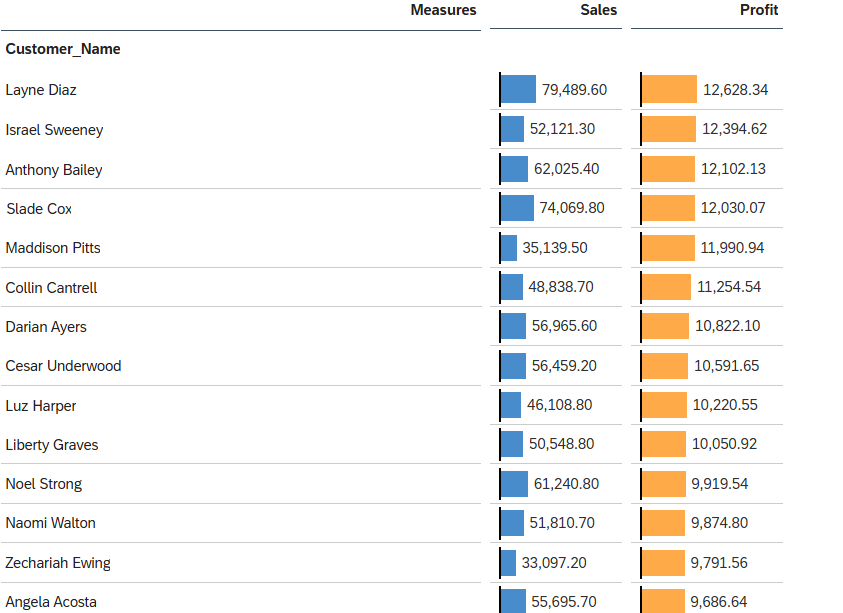 Measures Sales Profit
Customer_Name
Layne Diaz 79,489.60 12,628.34
Israel Sweeney 52,121.30 12,394.62
Anthony Bailey 62,025.40 12,102.13
Slade Cox 74,069.80 12,030.07
Maddison Pitts 35,139.50 11,990.94
Collin Cantrell 48,838.70 11,254.54
Darian Ayers 56,965.60 10,822.10
Cesar Underwood 56,459.20 10,591.65
Luz Harper 46,108.80 10,220.55
Liberty Graves 50,548.80 10,050.92
Noel Strong 61,240.80 9,919.54
Naomi Walton 51,810.70 9,874.80
Zechariah Ewing 33,097.20 9,791.56
Angela Acosta 55,695.70 9,686.64